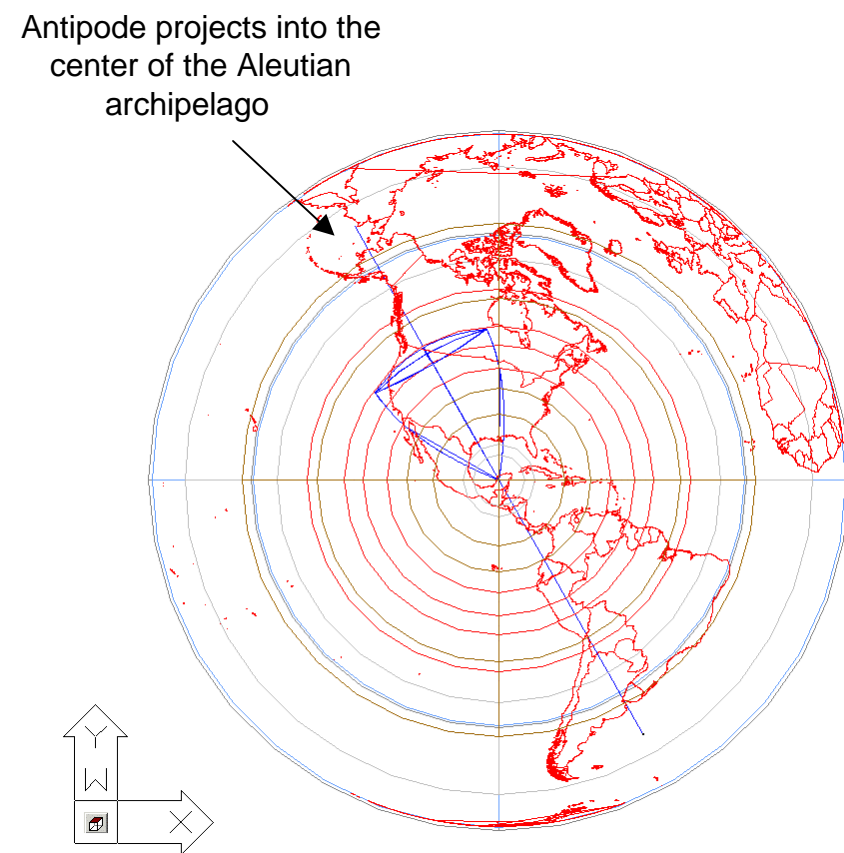 Antipode projects into the
center of the Aleutian
archipelago
Y
W
X